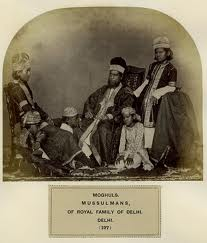 MOGHULS.
MUSSULMANS,
OF ROYAL FAMILY OF DELHI.
DELHI.
(197)